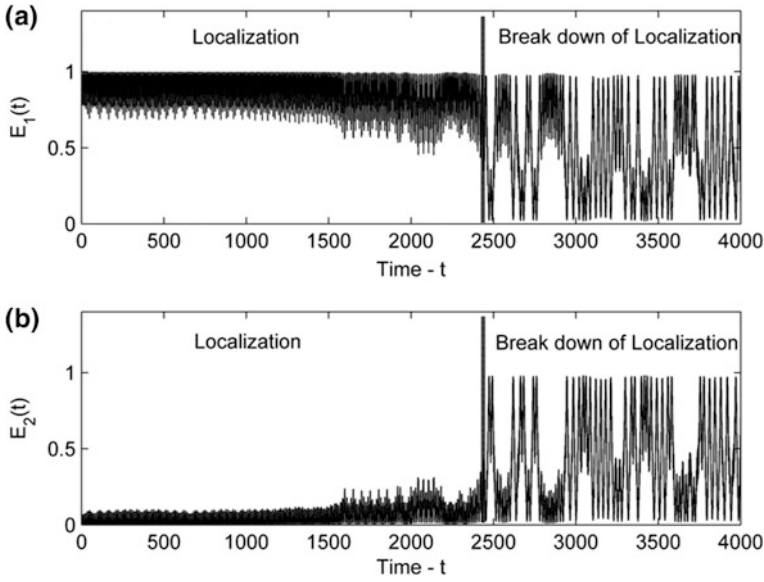 (a)
Localization
Break down of Localization
E1(t)
1
0.5
0
0 500 1000 1500 2000 2500 3000 3500 4000
Time - t
(b)
Localization
Break down of Localization
E2(t)
1
0.5
0
0 500 1000 1500 2000 2500 3000 3500 4000
Time - t